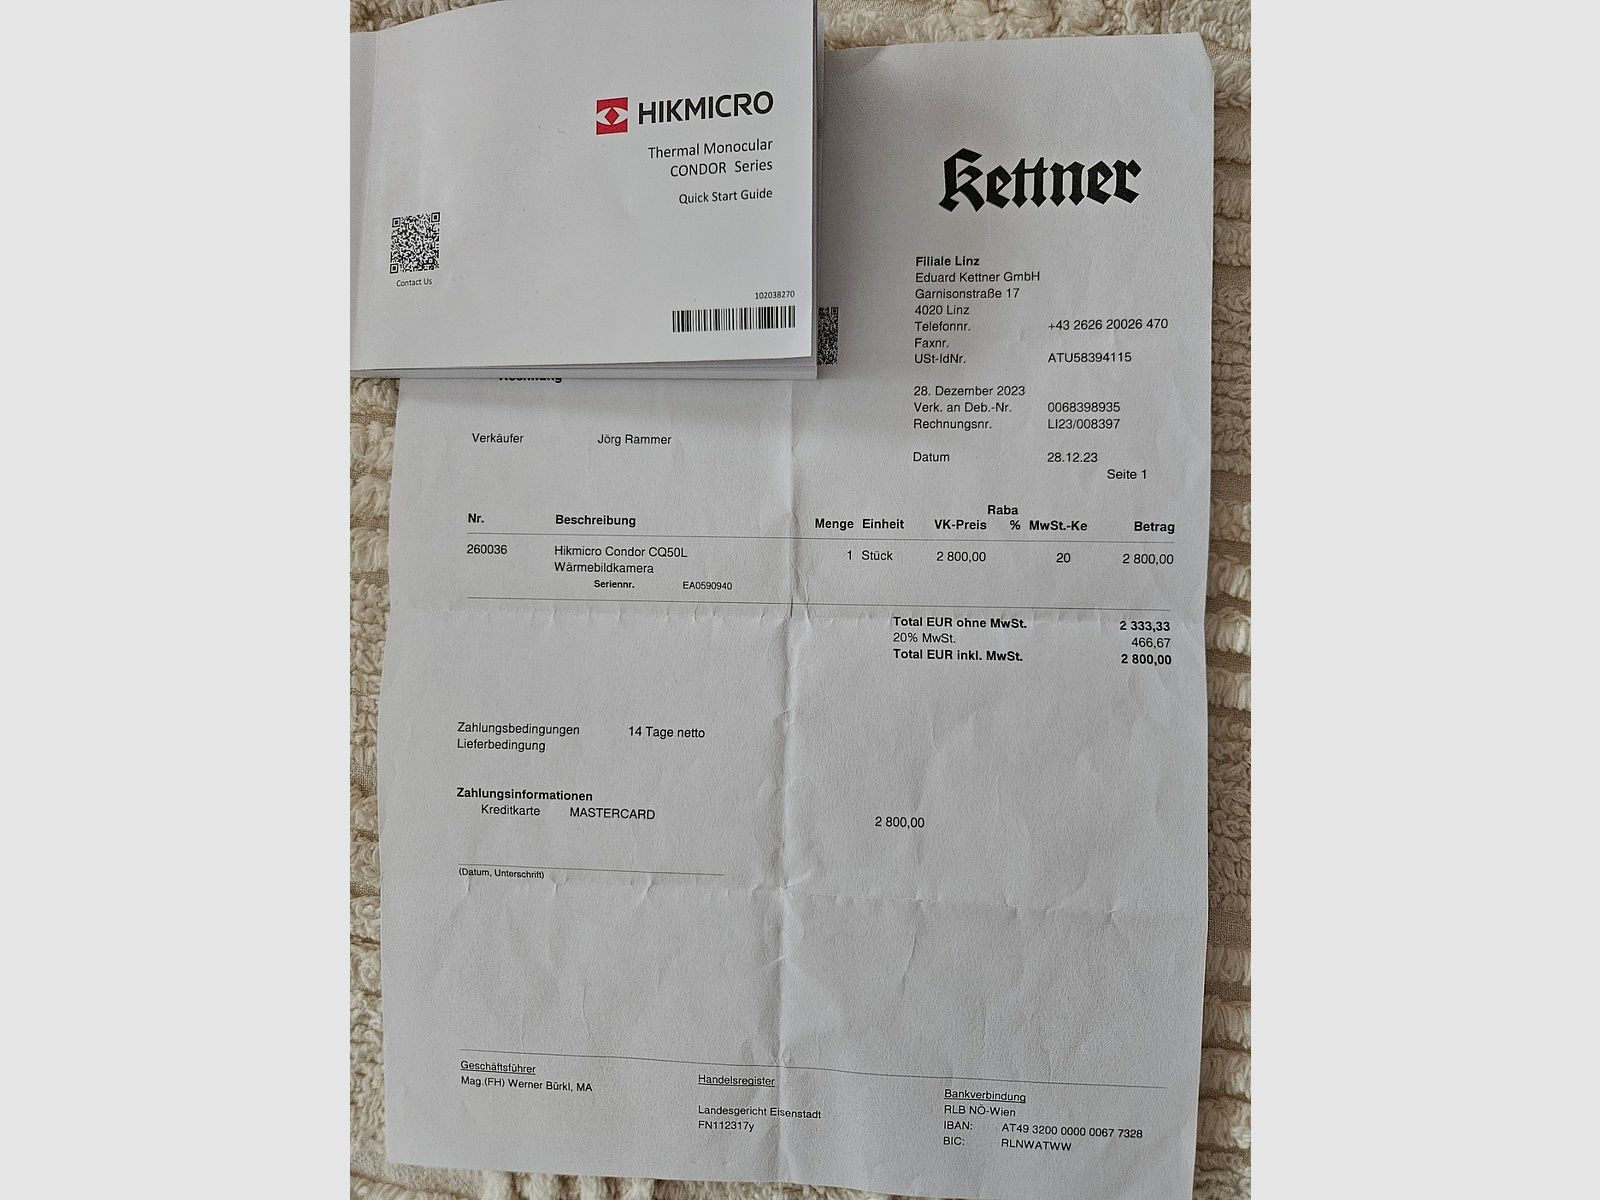 HIKMICRO
Thermal Monocular
CONDOR Series
Quick Start Guide
Contact Us
102038270
Kettner
Filiale Linz
Eduard Kettner GmbH
Garnisonstraße 17
4020 Linz
Telefonnr. +43 2626 20026 470
Faxnr.
USt-IdNr. ATU58394115
28. Dezember 2023
Verk. an Deb.-Nr. 0068398935
Rechnungsnr. LI23/008397
Datum 28.12.23
Seite 1
Rechnung
Verkäufer Jörg Rammer
Raba
Nr. Beschreibung Menge Einheit VK-Preis % MwSt.-Ke Betrag
260036 Hikmicro Condor CQ50L 1 Stück 2 800,00 20 2 800,00
Wärmebildkamera
Seriennr. EA0590940
Total EUR ohne MwSt. 2 333,33
20% MwSt. 466,67
Total EUR inkl. MwSt. 2 800,00
Zahlungsbedingungen 14 Tage netto
Lieferbedingung
Zahlungsinformationen
Kreditkarte MASTERCARD 2 800,00
(Datum, Unterschrift)
Geschäftsführer
Mag.(FH) Werner Bürkl, MA
Handelsregister
Landesgericht Eisenstadt
FN112317y
Bankverbindung
RLB NÖ-Wien
IBAN: AT49 3200 0000 0067 7328
BIC: RLNWATWW